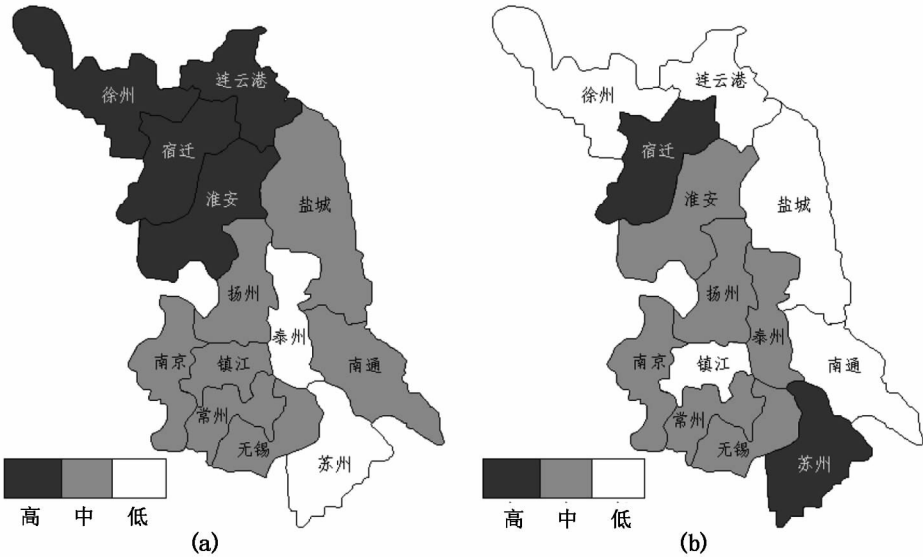 连云港
徐州
宿迁
淮安
盐城
扬州
泰州
南京
镇江
南通
常州
无锡
苏州
高 中 低
(a)
连云港
徐州
宿迁
淮安
盐城
扬州
泰州
南京
镇江
南通
常州
无锡
苏州
高 中 低
(b)